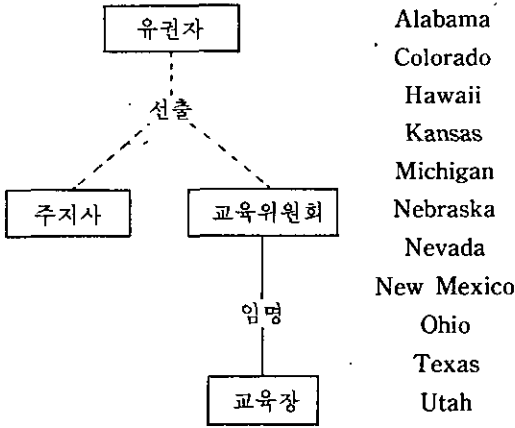 유권자
선출
주지사
교육위원회
임명
교육장
Alabama
Colorado
Hawaii
Kansas
Michigan
Nebraska
Nevada
New Mexico
Ohio
Texas
Utah